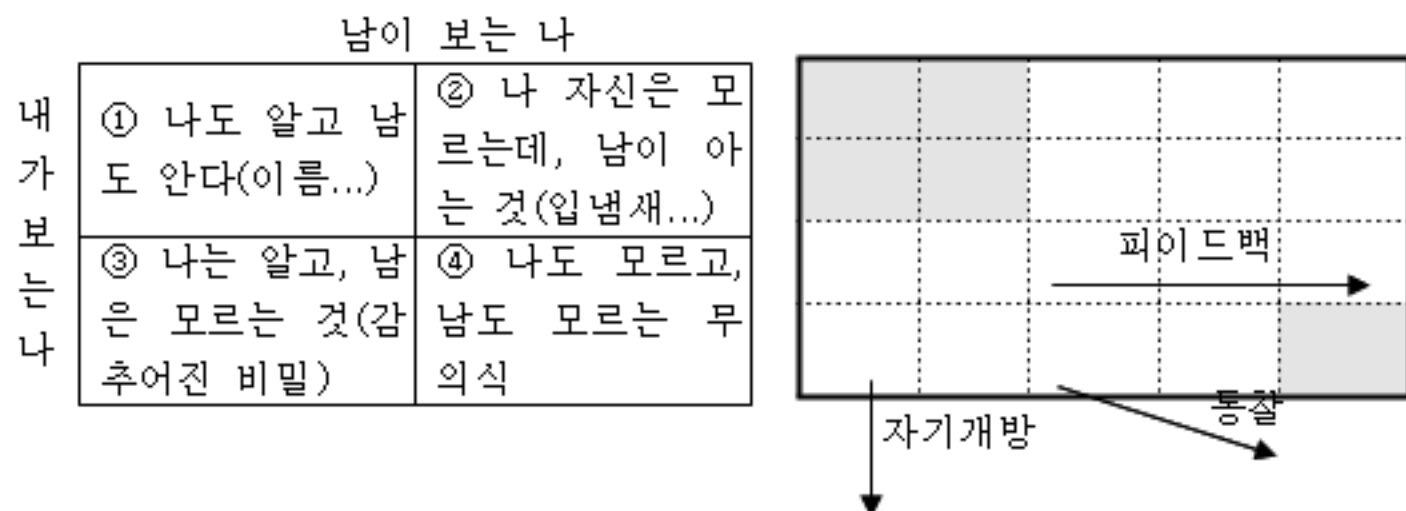 남이 보는 나
내
가
보
는
나
① 나도 알고 남
도 안다(이름...)
② 나 자신은 모
르는데, 남이 아
는 것(입냄새...)
③ 나는 알고, 남
은 모르는 것(감
추어진 비밀)
④ 나도 모르고,
남도 모르는 무
의식
피이드백
통찰
자기개방